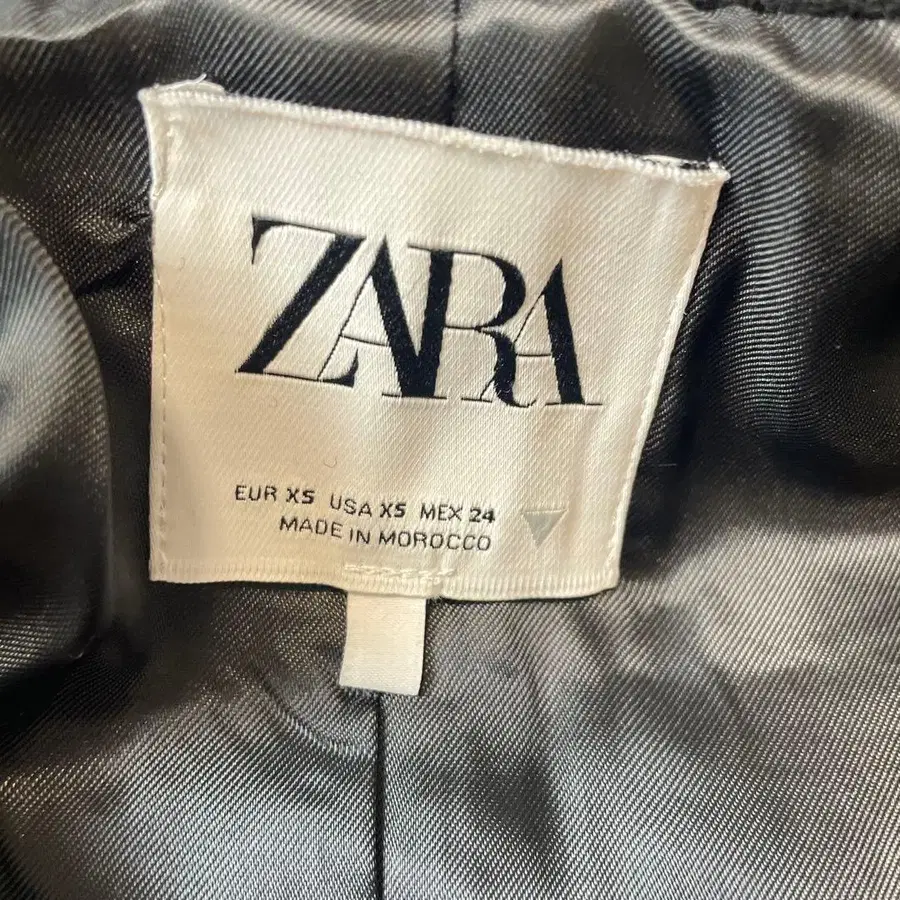 ZARA
EUR XS USA XS MEX 24
MADE IN MOROCCO